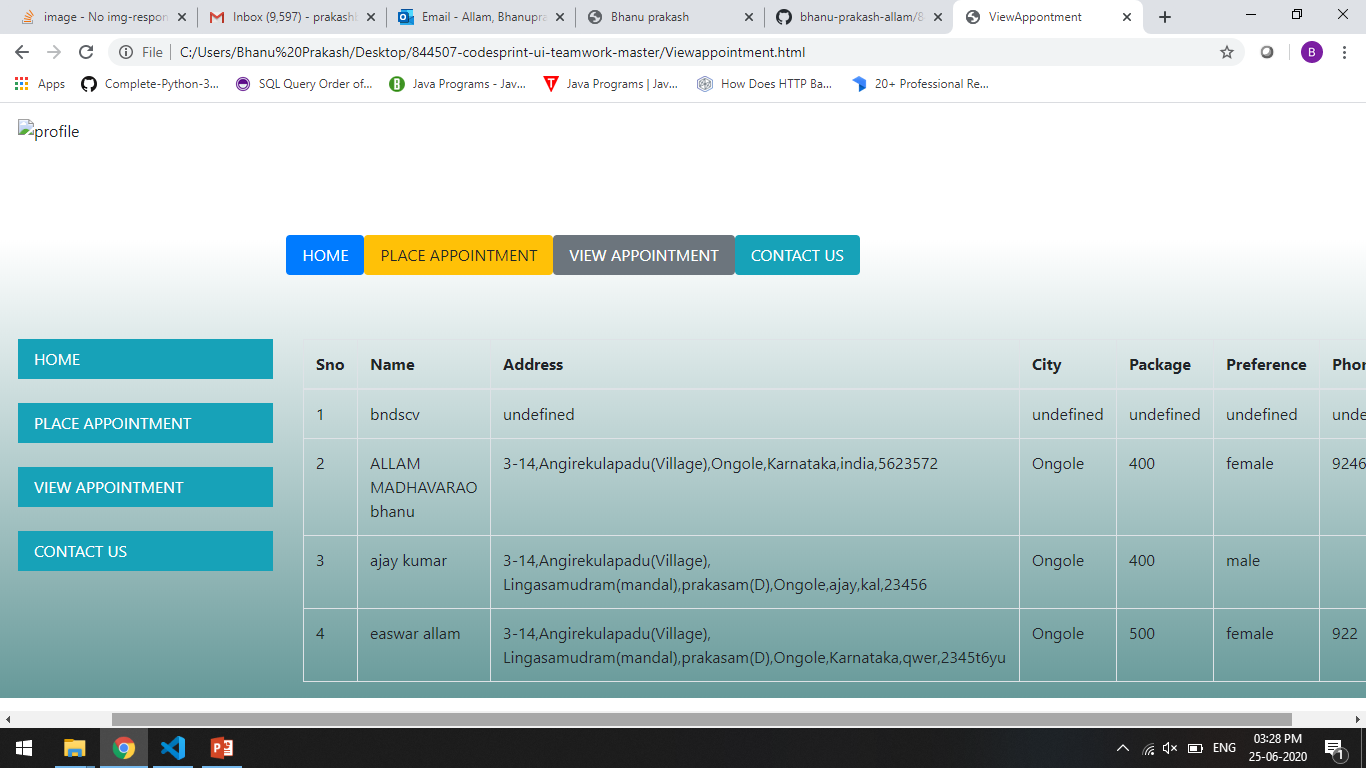 image - No img-respon
Inbox (9,597) - prakashl
Email - Allam, Bhanupra
Bhanu prakash
bhanu-prakash-allam/8
ViewAppontment
File
C:/Users/Bhanu%20Prakash/Desktop/844507-codesprint-ui-teamwork-master/Viewappointment.html
B
Apps
Complete-Python-3...
SQL Query Order of...
Java Programs - Jav...
Java Programs | Jav...
How Does HTTP Ba...
20+ Professional Re...
profile
HOME PLACE APPOINTMENT VIEW APPOINTMENT CONTACT US
HOME
PLACE APPOINTMENT
VIEW APPOINTMENT
CONTACT US
Sno Name Address City Package Preference Phon
1 bndscv undefined undefined undefined undefined unde
2 ALLAM 3-14,Angirekulapadu(Village),Ongole,Karnataka,india,5623572 Ongole 400 female 9246
MADHAVARAO
bhanu
3 ajay kumar 3-14,Angirekulapadu(Village), Ongole 400 male
Lingasamudram(mandal),prakasam(D),Ongole,ajay,kal,23456
4 easwar allam 3-14,Angirekulapadu(Village), Ongole 500 female 922
Lingasamudram(mandal),prakasam(D),Ongole,Karnataka,qwer,2345t6yu
ENG
03:28 PM
25-06-2020
1